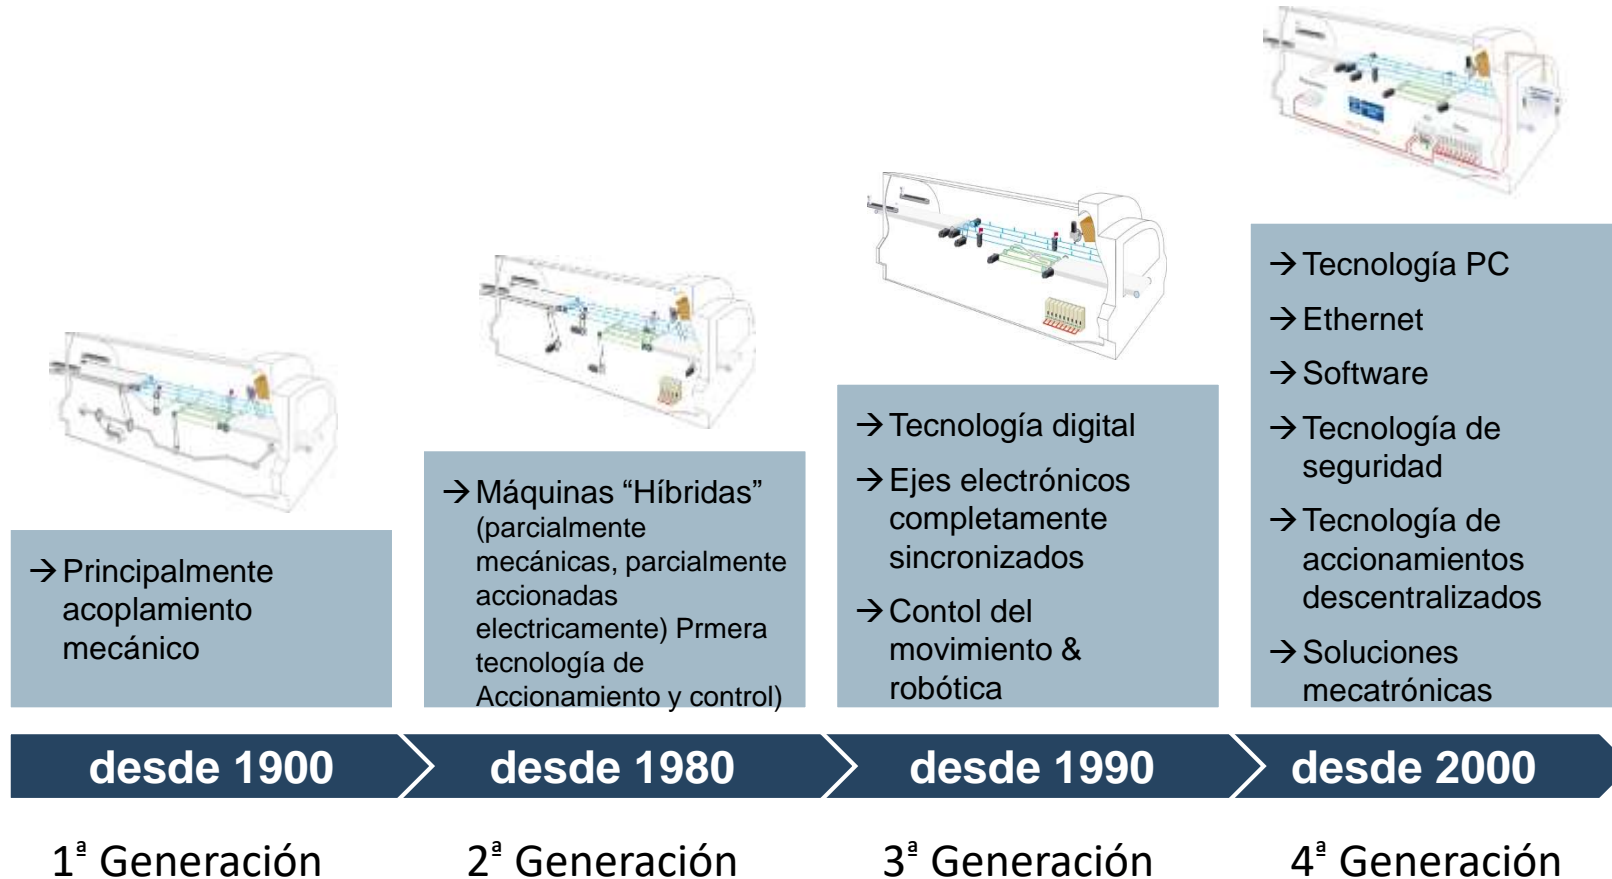 → Principalmente
acoplamiento
mecánico
→ Máquinas “Híbridas”
(parcialmente
mecánicas, parcialmente
accionadas
electricamente) Prmera
tecnología de
Accionamiento y control)
→ Tecnología digital
→ Ejes electrónicos
completamente
sincronizados
→ Contol del
movimiento &
robótica
→ Tecnología PC
→ Ethernet
→ Software
→ Tecnología de
seguridad
→ Tecnología de
accionamientos
descentralizados
→ Soluciones
mecatrónicas
desde 1900
desde 1980
desde 1990
desde 2000
1ª Generación
2ª Generación
3ª Generación
4ª Generación